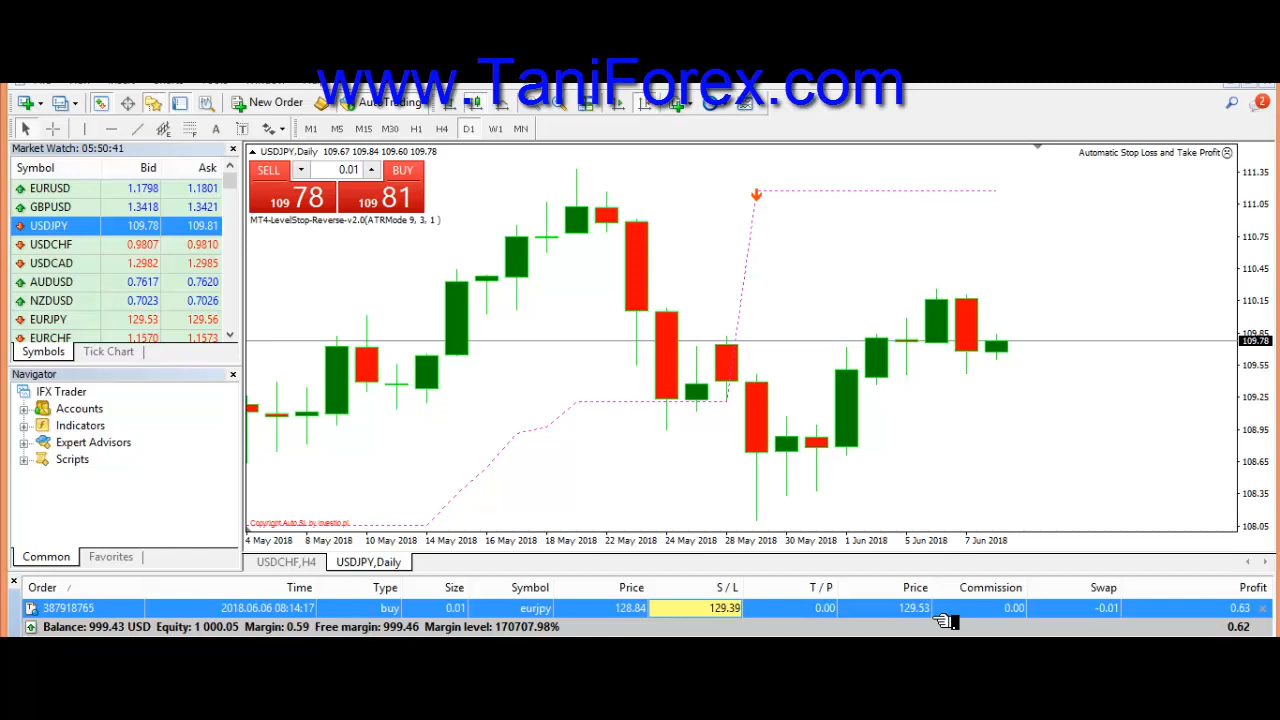 www.TaniForex.com
New Order
AutoTrading
M1 M5 M15 M30 H1 H4 D1 W1 MN
Market Watch: 05:50:41
Symbol Bid Ask
EURUSD 1.1798 1.1801
GBPUSD 1.3418 1.3421
USDJPY 109.78 109.81
USDCHF 0.9807 0.9810
USDCAD 1.2982 1.2985
AUDUSD 0.7617 0.7620
NZDUSD 0.7023 0.7026
EURJPY 129.53 129.56
EURCHF 1.1570 1.1573
Symbols Tick Chart
Navigator
IFX Trader
Accounts
Indicators
Expert Advisors
Scripts
Common Favorites
USDJPY,Daily 109.67 109.84 109.60 109.78
Automatic Stop Loss and Take Profit
SELL 0.01 BUY
109 78 109 81
MT4-LevelStop-Reverse-v2.0(ATRMode 9, 3, 1 )
111.35
111.05
110.75
110.45
110.15
109.85
109.78
109.55
109.25
108.95
108.65
108.35
108.05
Copyright Auto SL by Investio.pl
4 May 2018 8 May 2018 10 May 2018 14 May 2018 16 May 2018 18 May 2018 22 May 2018 24 May 2018 28 May 2018 30 May 2018 1 Jun 2018 5 Jun 2018 7 Jun 2018
USDCHF,H4 USDJPY,Daily
Order / Time Type Size Symbol Price S / L T / P Price Commission Swap Profit
387918765 2018.06.06 08:14:17 buy 0.01 eurjpy 128.84 129.39 0.00 129.53 0.00 -0.01 0.63
Balance: 999.43 USD Equity: 1 000.05 Margin: 0.59 Free margin: 999.46 Margin level: 170707.98% 0.62